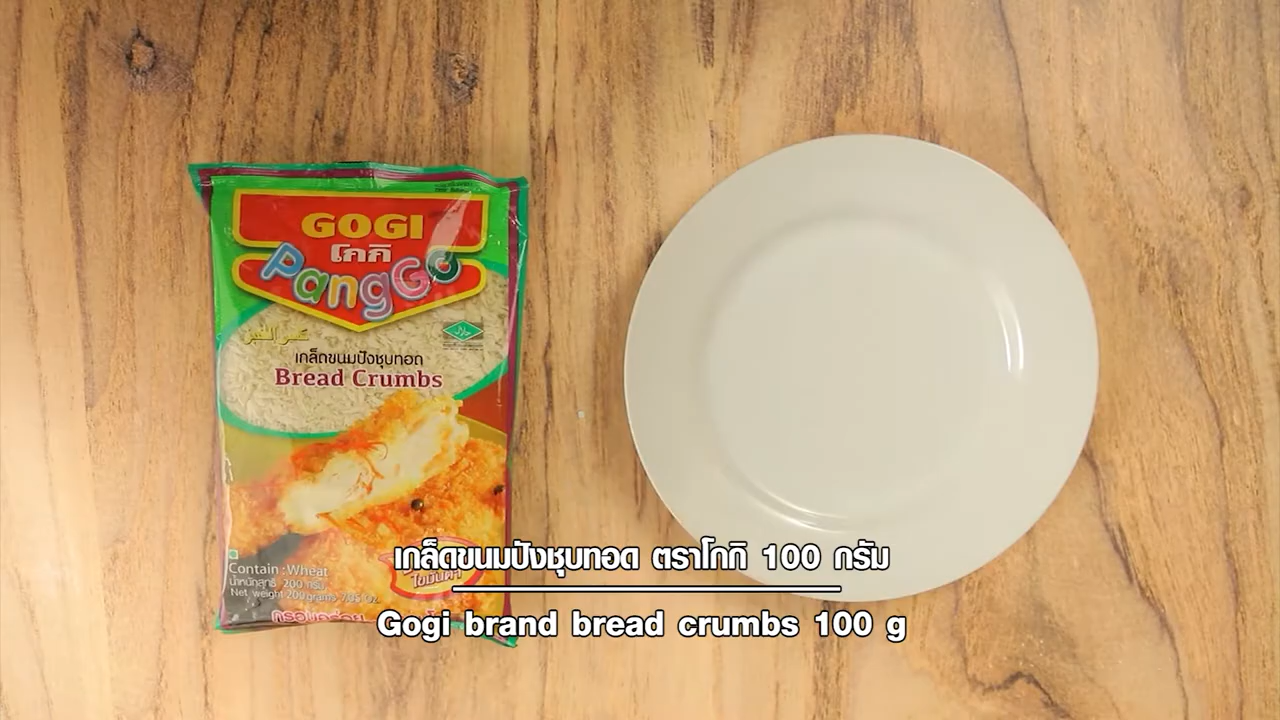 GOGI
โกกิ
PangGo
เกล็ดขนมปังชุบทอด
Bread Crumbs
Contain : Wheat
น้ำหนักสุทธิ 200 กรัม
Net weight 200 grams 7.05 Oz.
เกล็ดขนมปังชุบทอด ตราโกกิ 100 กรัม
Gogi brand bread crumbs 100 g